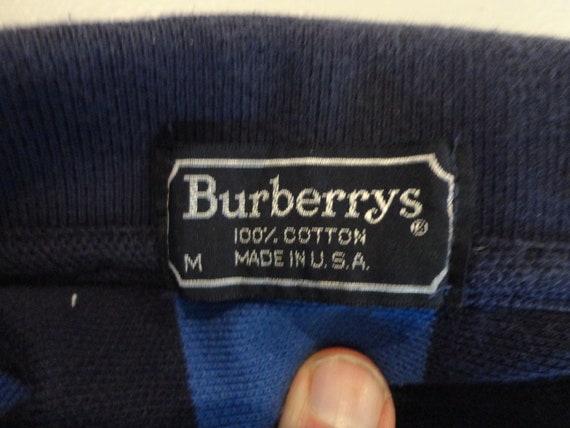 Burberrys®
100% COTTON
M MADE IN U.S.A.